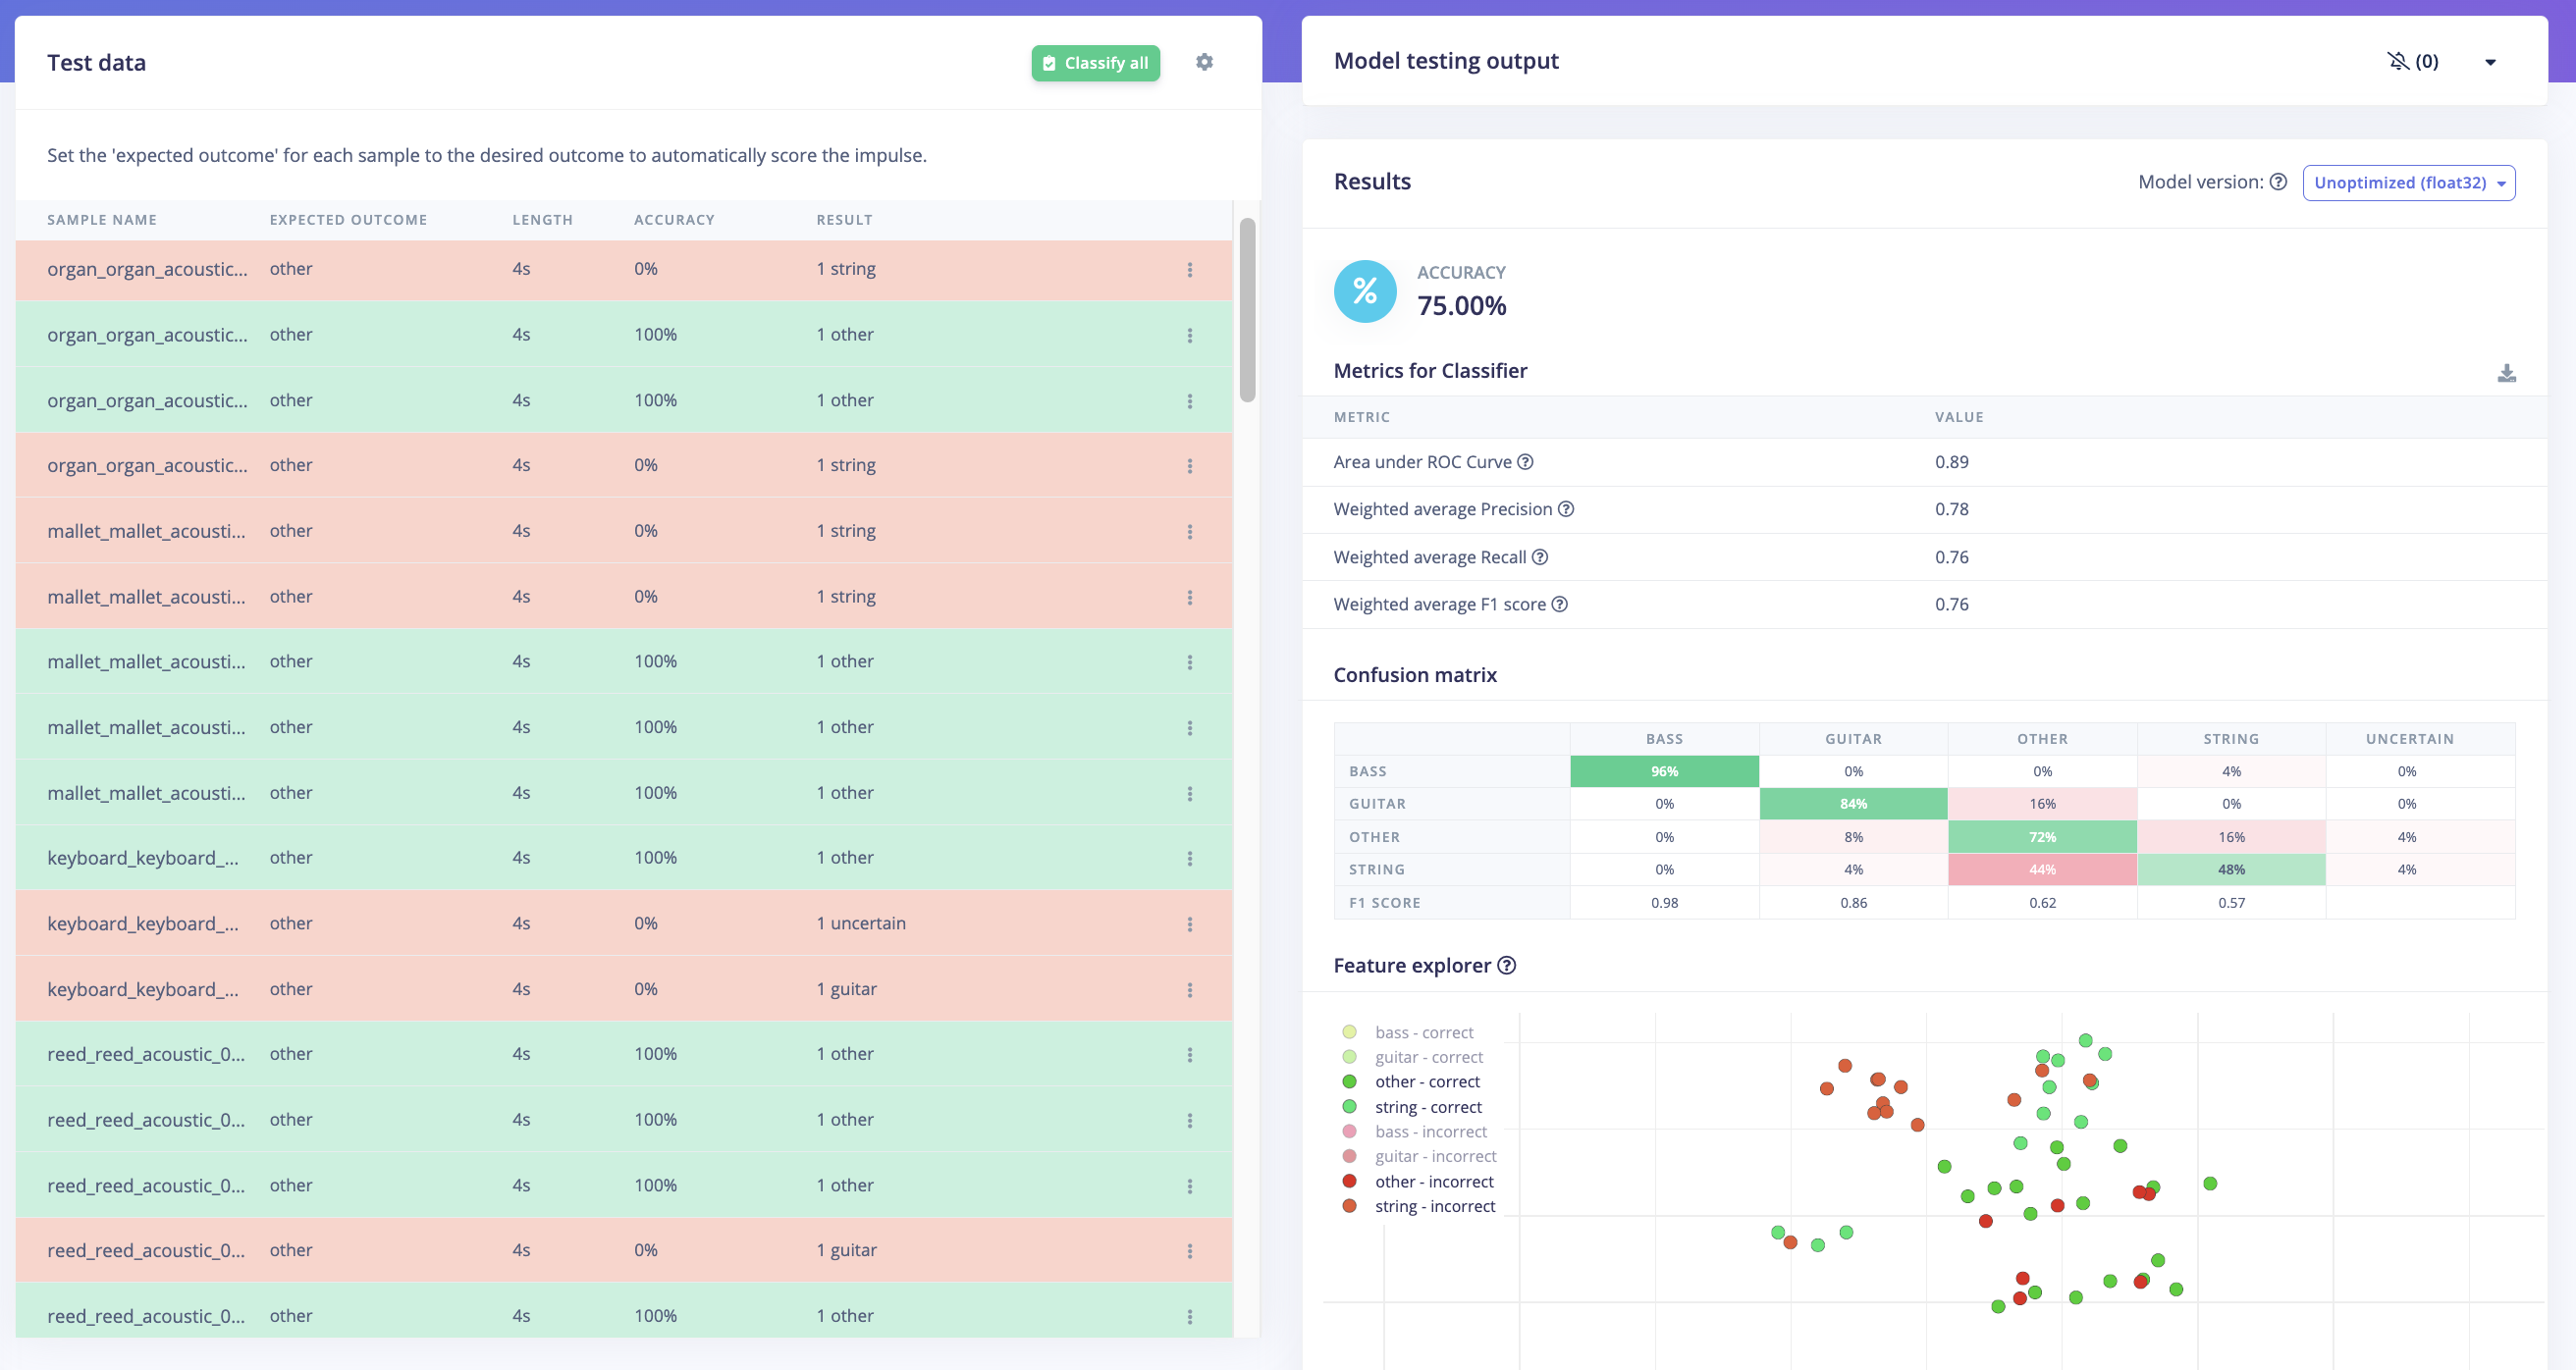 Test data
Classify all
Set the 'expected outcome' for each sample to the desired outcome to automatically score the impulse.
SAMPLE NAME EXPECTED OUTCOME LENGTH ACCURACY RESULT
organ_organ_acoustic... other 4s 0% 1 string
organ_organ_acoustic... other 4s 100% 1 other
organ_organ_acoustic... other 4s 100% 1 other
organ_organ_acoustic... other 4s 0% 1 string
mallet_mallet_acousti... other 4s 0% 1 string
mallet_mallet_acousti... other 4s 0% 1 string
mallet_mallet_acousti... other 4s 100% 1 other
mallet_mallet_acousti... other 4s 100% 1 other
mallet_mallet_acousti... other 4s 100% 1 other
keyboard_keyboard_... other 4s 100% 1 other
keyboard_keyboard_... other 4s 0% 1 uncertain
keyboard_keyboard_... other 4s 0% 1 guitar
reed_reed_acoustic_0... other 4s 100% 1 other
reed_reed_acoustic_0... other 4s 100% 1 other
reed_reed_acoustic_0... other 4s 100% 1 other
reed_reed_acoustic_0... other 4s 0% 1 guitar
reed_reed_acoustic_0... other 4s 100% 1 other
Model testing output
(0)
Results
Model version: Unoptimized (float32)
%
ACCURACY
75.00%
Metrics for Classifier
METRIC VALUE
Area under ROC Curve 0.89
Weighted average Precision 0.78
Weighted average Recall 0.76
Weighted average F1 score 0.76
Confusion matrix
BASS GUITAR OTHER STRING UNCERTAIN
BASS 96% 0% 0% 4% 0%
GUITAR 0% 84% 16% 0% 0%
OTHER 0% 8% 72% 16% 4%
STRING 0% 4% 44% 48% 4%
F1 SCORE 0.98 0.86 0.62 0.57
Feature explorer
bass - correct
guitar - correct
other - correct
string - correct
bass - incorrect
guitar - incorrect
other - incorrect
string - incorrect